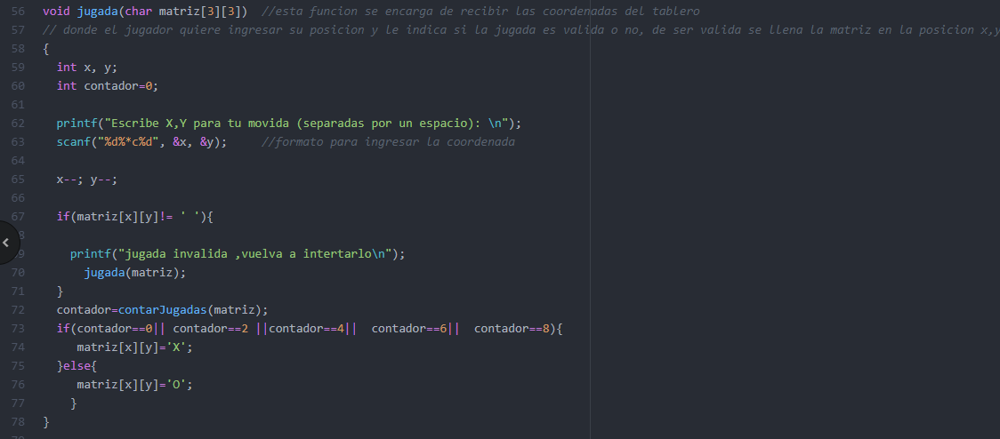 56 void jugada(char matriz[3][3])  //esta funcion se encarga de recibir las coordenadas del tablero
57 // donde el jugador quiere ingresar su posicion y le indica si la jugada es valida o no, de ser valida se llena la matriz en la posicion x,y
58 {
59   int x, y;
60   int contador=0;
61
62   printf("Escribe X,Y para tu movida (separadas por un espacio): \n");
63   scanf("%d%*c%d", &x, &y);     //formato para ingresar la coordenada
64
65   x--; y--;
66
67   if(matriz[x][y]!= ' '){
8
9     printf("jugada invalida ,vuelva a intertarlo\n");
70       jugada(matriz);
71   }
72   contador=contarJugadas(matriz);
73   if(contador==0|| contador==2 ||contador==4||  contador==6||  contador==8){
74      matriz[x][y]='X';
75   }else{
76      matriz[x][y]='O';
77     }
78 }